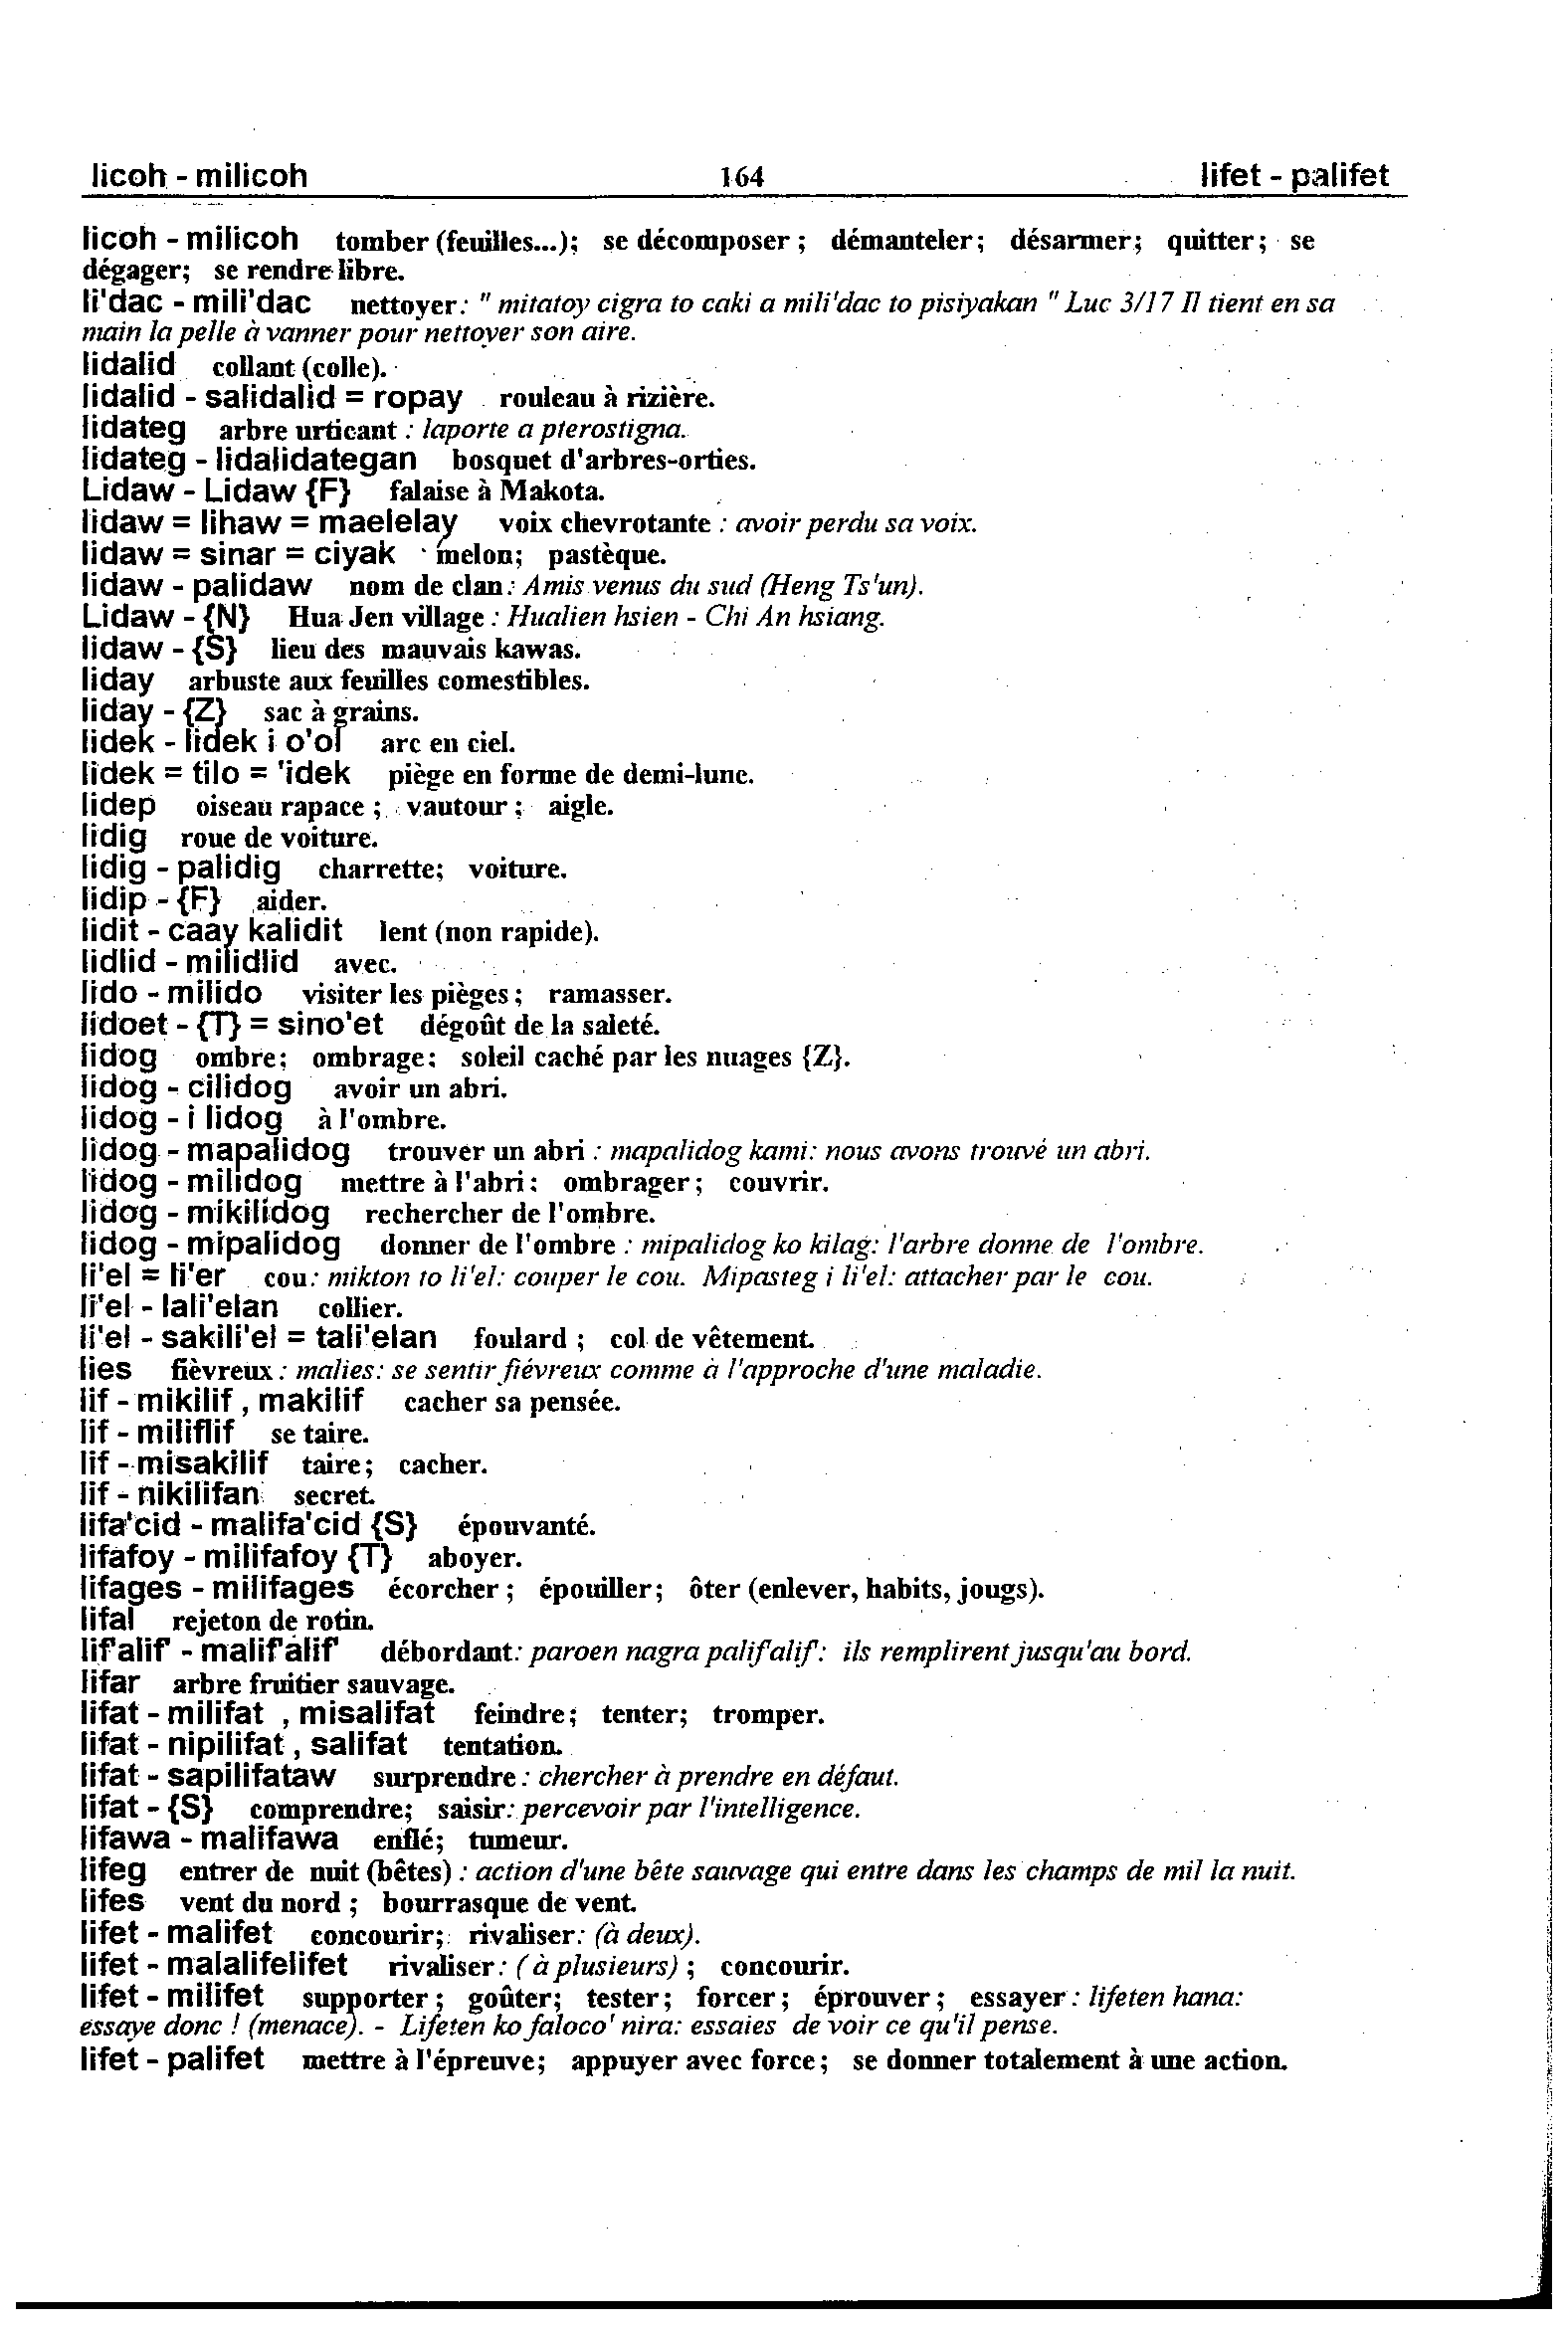 licoh - milicoh 164 lifet - palifet
licoh - milicoh tomber (feuilles...); se décomposer ; démanteler; désarmer; quitter; se
dégager; se rendre libre.
li'dac - mili'dac nettoyer: " mitatoy cigra to caki a mili'dac to pisiyakan " Luc 3/17 Il tient en sa
main la pelle à vanner pour nettoyer son aire.
lidalid collant (colle).
lidalid - salidalid = ropay rouleau à rizière.
lidateg arbre urticant : laporte a pterostigna.
lidateg - lidalidategan bosquet d'arbres-orties.
Lidaw - Lidaw {F} falaise à Makota.
lidaw = lihaw = maelelay voix chevrotante : avoir perdu sa voix.
lidaw = sinar = ciyak melon; pastèque.
lidaw - palidaw nom de clan: Amis venus du sud (Heng Ts'un).
Lidaw - {N} Hua Jen village : Hualien hsien - Chi An hsiang.
lidaw - {S} lieu des mauvais kawas.
liday arbuste aux feuilles comestibles.
liday - {Z} sac à grains.
lidek - lidek i o'ol arc en ciel.
lidek = tilo = 'idek piège en forme de demi-lune.
lidep oiseau rapace ; vautour ; aigle.
lidig roue de voiture.
lidig - palidig charrette; voiture.
lidip - {F} aider.
lidit - caay kalidit lent (non rapide).
lidlid - milidlid avec.
lido - milido visiter les pièges ; ramasser.
lidoet - {T} = sino'et dégoût de la saleté.
lidog ombre; ombrage; soleil caché par les nuages {Z}.
lidog - cilidog avoir un abri.
lidog - i lidog à l'ombre.
lidog - mapalidog trouver un abri : mapalidog kami: nous avons trouvé un abri.
lidog - milidog mettre à l'abri; ombrager ; couvrir.
lidog - mikilidog rechercher de l'ombre.
lidog - mipalidog donner de l'ombre : mipalidog ko kilag: l'arbre donne de l'ombre.
li'el = li'er cou: mikton to li'el: couper le cou. Mipasteg i li'el: attacher par le cou.
li'el - lali'elan collier.
li'el - sakili'el = tali'elan foulard ; col de vêtement.
lies fièvreux : malies: se sentir fiévreux comme à l'approche d'une maladie.
lif - mikilif , makilif cacher sa pensée.
lif - miliflif se taire.
lif - misakilif taire; cacher.
lif - nikilifan secret.
lifa'cid - malifa'cid {S} épouvanté.
lifafoy - milifafoy {T} aboyer.
lifages - milifages écorcher ; épouiller; ôter (enlever, habits, jougs).
lifal rejeton de rotin.
lif'alif' - malif'alif' débordant: paroen nagra palif'alif': ils remplirent jusqu'au bord.
lifar arbre fruitier sauvage.
lifat - milifat , misalifat feindre; tenter; tromper.
lifat - nipilifat , salifat tentation.
lifat - sapilifataw surprendre : chercher à prendre en défaut.
lifat - {S} comprendre; saisir: percevoir par l'intelligence.
lifawa - malifawa enflé; tumeur.
lifeg entrer de nuit (bêtes) : action d'une bête sauvage qui entre dans les champs de mil la nuit.
lifes vent du nord ; bourrasque de vent.
lifet - malifet concourir; rivaliser: (à deux).
lifet - malalifelifet rivaliser: ( à plusieurs) ; concourir.
lifet - milifet supporter ; goûter; tester; forcer ; éprouver ; essayer : lifeten hana:
essaye donc ! (menace). - Lifeten ko faloco' nira: essaies de voir ce qu'il pense.
lifet - palifet mettre à l'épreuve; appuyer avec force ; se donner totalement à une action.